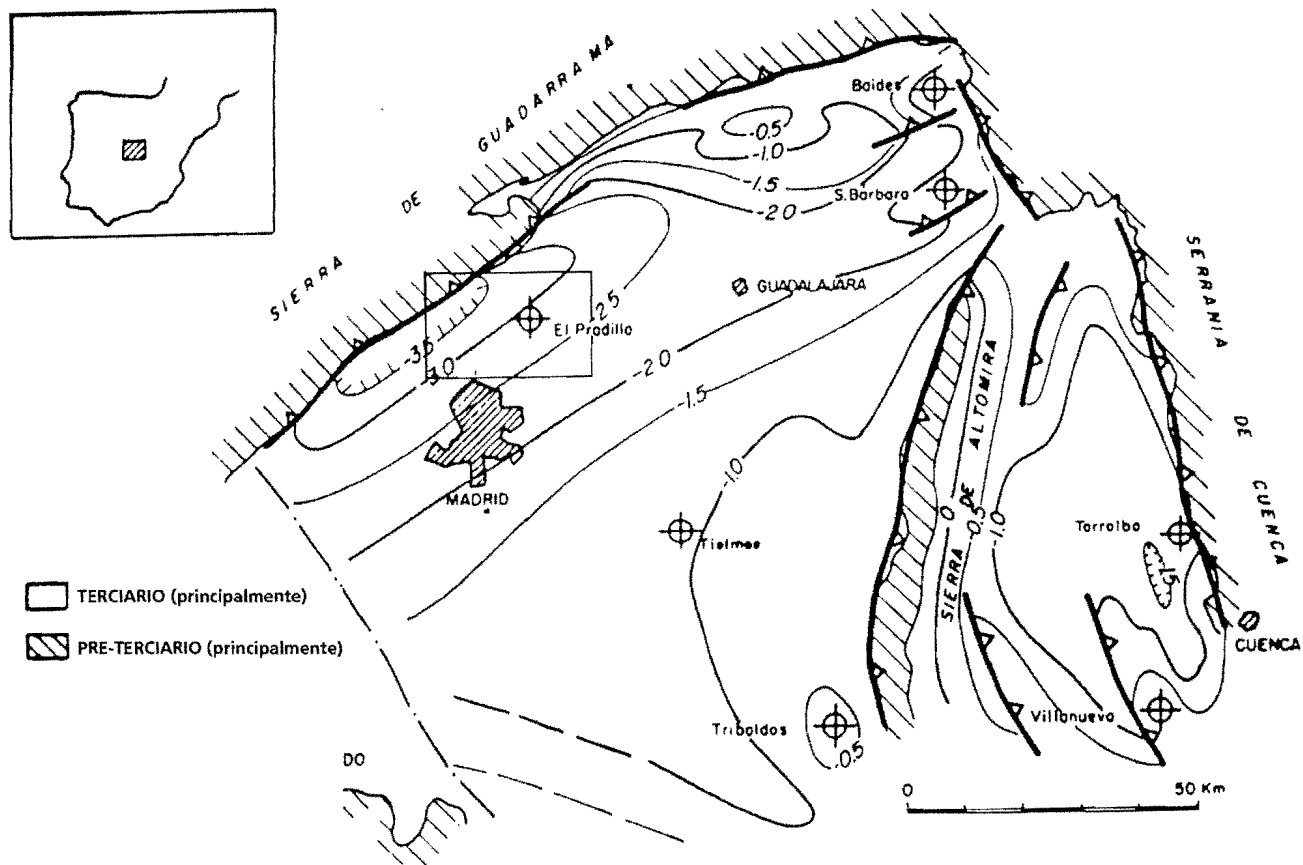 SIERRA DE GUADARRAMA
Baides
-0.5
-1.0
-1.5
-2.0
S. Bárbara
GUADALAJARA
-2.5
El Pradillo
-3.5
-3.0
-2.0
-1.5
MADRID
-1.0
Tielmes
SIERRA DE ALTOMIRA
0
-0.5
-1.0
SERRANIA DE CUENCA
Torralba
-1.5
CUENCA
Villanueva
Tribaldos
-0.5
TERCIARIO (principalmente)
PRE-TERCIARIO (principalmente)
DO
0 50 Km